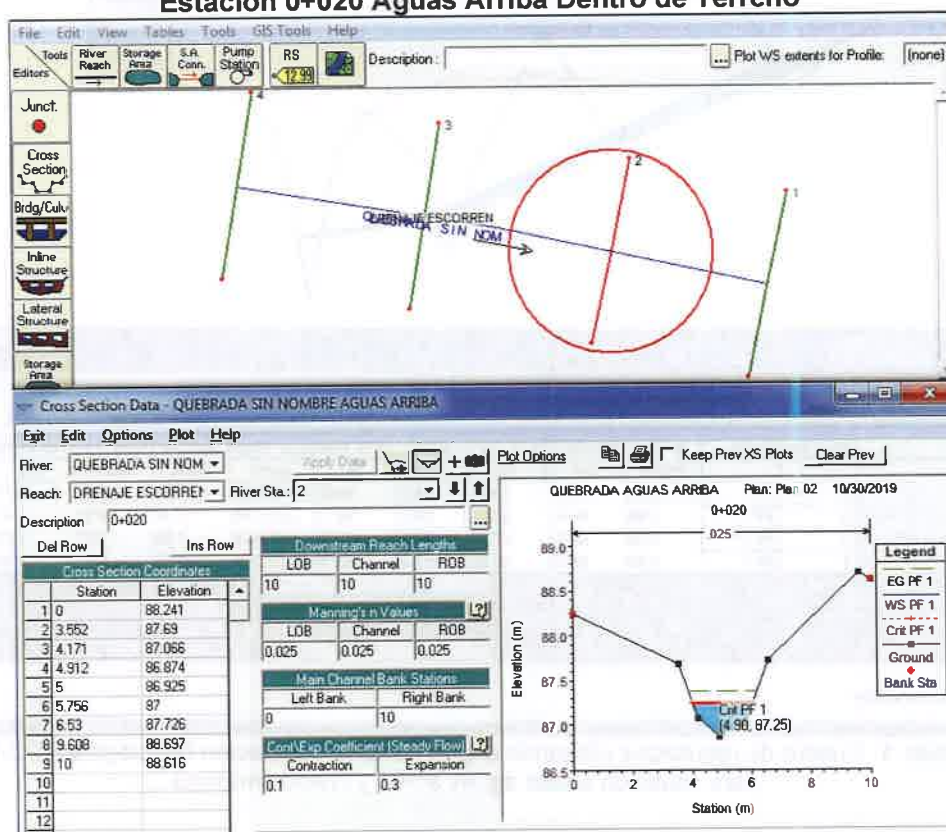 Estación 0+020 Aguas Arriba Dentro de Terreno
File Edit View Tables Tools GIS Tools Help
Tools
Editors
River Reach
Storage Area
S.A. Conn.
Pump Station
RS
12.99
Description :
...
Plot WS extents for Profile:
(none)
Junct.
Cross Section
Brdg/Culv
Inline Structure
Lateral Structure
Storage Area
4
3
2
1
QUEBRADA SIN NOM
Cross Section Data - QUEBRADA SIN NOMBRE AGUAS ARRIBA
Exit Edit Options Plot Help
River: QUEBRADA SIN NOM
Apply Data
Plot Options
Keep Prev XS Plots
Clear Prev
Reach: DRENAJE ESCORREN
River Sta.: 2
Description 0+020
...
Del Row
Ins Row
Cross Section Coordinates
Station Elevation
1 0 88.241
2 3.552 87.69
3 4.171 87.066
4 4.912 86.874
5 5 86.925
6 5.756 87
7 6.53 87.726
8 9.608 88.697
9 10 88.616
10
11
12
Downstream Reach Lengths
LOB Channel ROB
10 10 10
Manning's n Values
LOB Channel ROB
0.025 0.025 0.025
Main Channel Bank Stations
Left Bank Right Bank
0 10
Cont\Exp Coefficient (Steady Flow)
Contraction Expansion
0.1 0.3
QUEBRADA AGUAS ARRIBA Plan: Plan 02 10/30/2019
0+020
.025
89.0
88.5
88.0
87.5
87.0
86.5
Elevation (m)
0 2 4 6 8 10
Station (m)
Crit PF 1
(4.90, 87.25)
Legend
EG PF 1
WS PF 1
Crit PF 1
Ground
Bank Sta